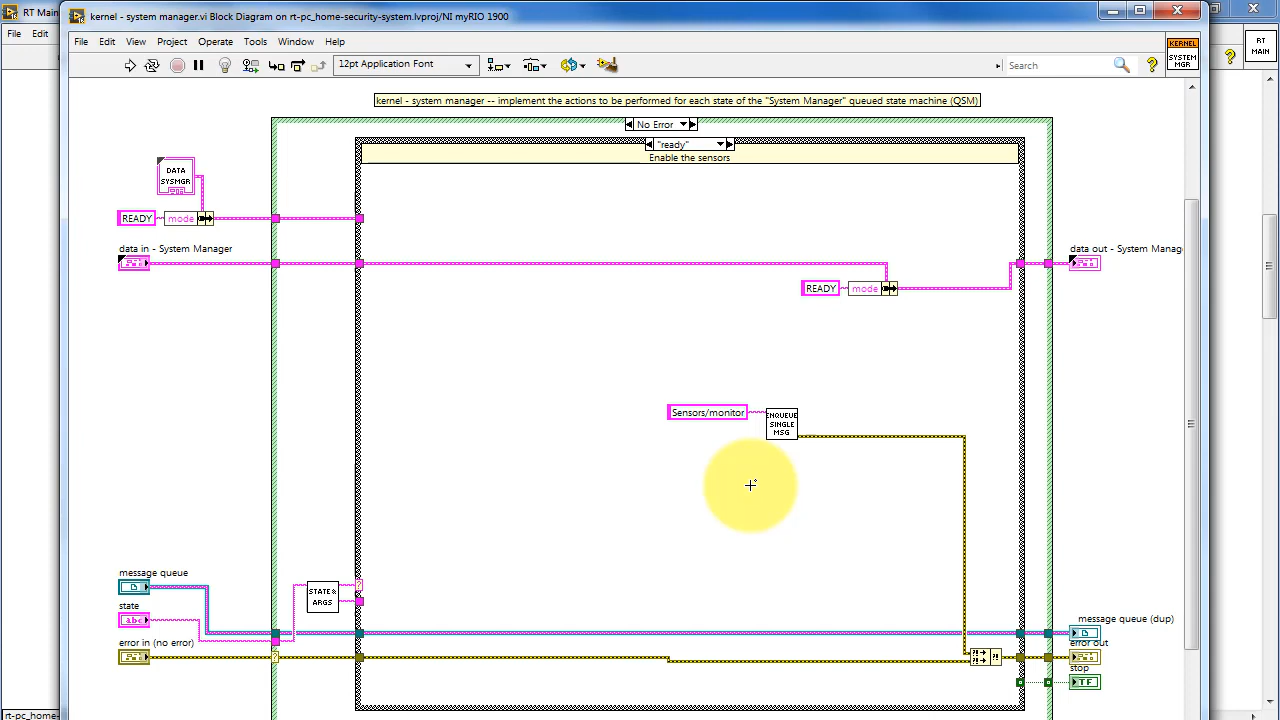 RT Main
File Edit
kernel - system manager.vi Block Diagram on rt-pc_home-security-system.lvproj/NI myRIO 1900
File Edit View Project Operate Tools Window Help
12pt Application Font
Search
KERNEL
SYSTEM
MGR
RT
MAIN
kernel - system manager -- implement the actions to be performed for each state of the "System Manager" queued state machine (QSM)
No Error
"ready"
Enable the sensors
DATA
SYSMGR
READY mode
data in - System Manager
data out - System Manag
READY mode
Sensors/monitor
ENQUEUE
SINGLE
MSG
message queue
STATE&
ARGS
state
abc
error in (no error)
message queue (dup)
error out
stop
TF
rt-pc_home-